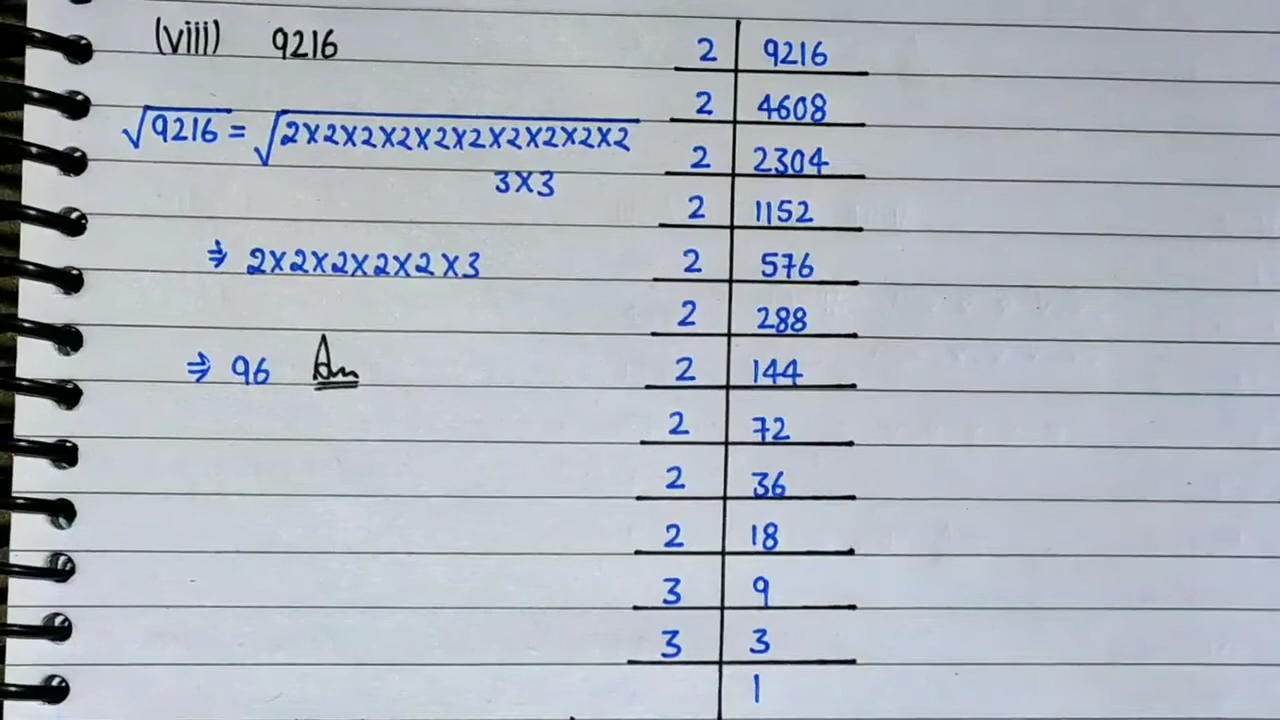 (viii) 9216
√9216 = √2×2×2×2×2×2×2×2×2×2
3×3
⇒ 2×2×2×2×2×3
⇒ 96 Ans
2 | 9216
2 | 4608
2 | 2304
2 | 1152
2 | 576
2 | 288
2 | 144
2 | 72
2 | 36
2 | 18
3 | 9
3 | 3
| 1